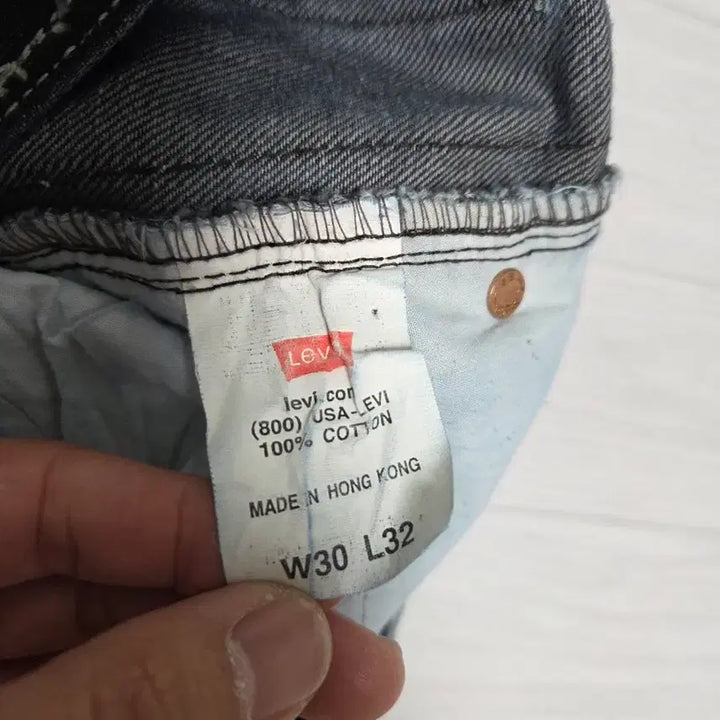 Levi
levi.com
(800) USA-LEVI
100% COTTON
MADE IN HONG KONG
W30 L32